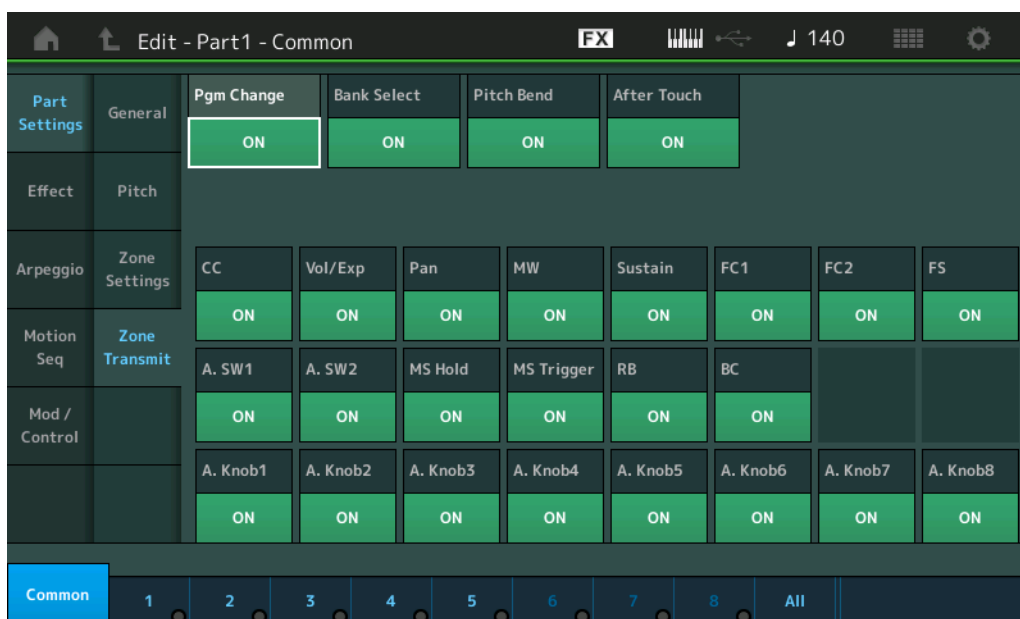 Edit - Part1 - Common FX 140
Part Settings
General
Effect
Pitch
Arpeggio
Zone Settings
Motion Seq
Zone Transmit
Mod / Control
Pgm Change Bank Select Pitch Bend After Touch
ON ON ON ON
CC Vol/Exp Pan MW Sustain FC1 FC2 FS
ON ON ON ON ON ON ON ON
A. SW1 A. SW2 MS Hold MS Trigger RB BC
ON ON ON ON ON ON
A. Knob1 A. Knob2 A. Knob3 A. Knob4 A. Knob5 A. Knob6 A. Knob7 A. Knob8
ON ON ON ON ON ON ON ON
Common 1 2 3 4 5 6 7 8 All